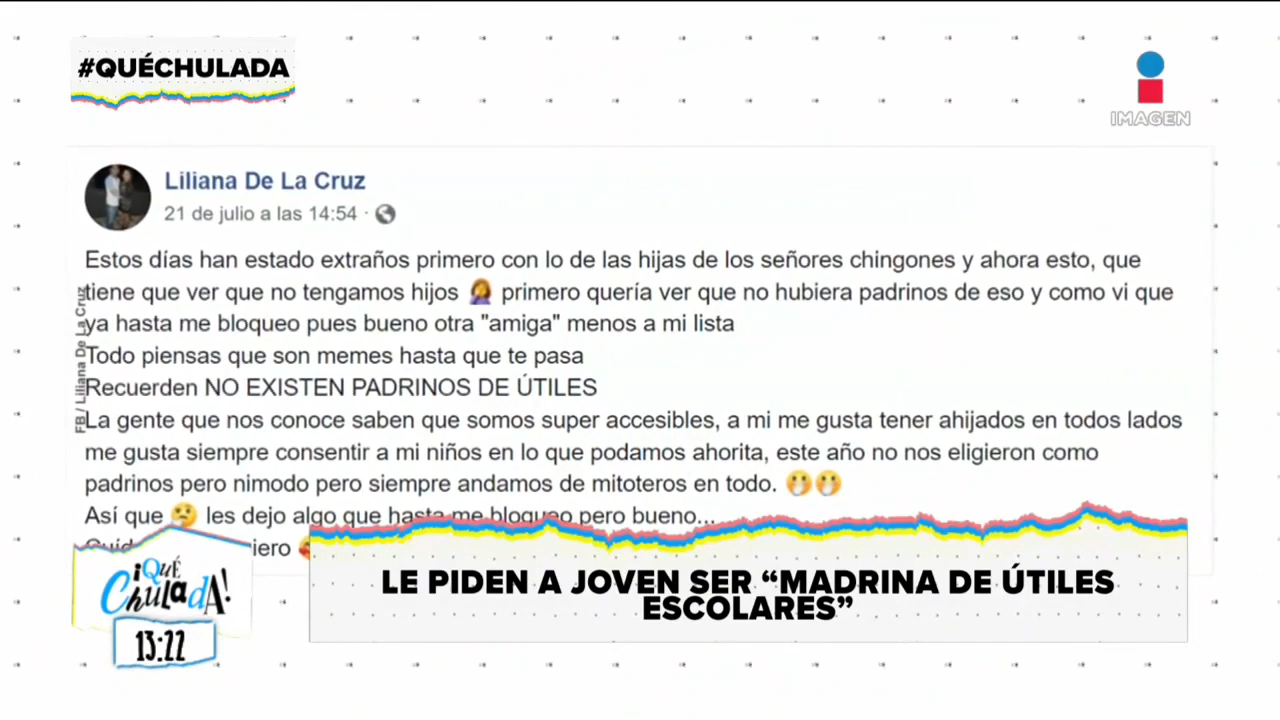 #QUÉCHULADA
IMAGEN
Liliana De La Cruz
21 de julio a las 14:54 ·
Estos días han estado extraños primero con lo de las hijas de los señores chingones y ahora esto, que
tiene que ver que no tengamos hijos 🤦‍♀️ primero quería ver que no hubiera padrinos de eso y como vi que
ya hasta me bloqueo pues bueno otra "amiga" menos a mi lista
Todo piensas que son memes hasta que te pasa
Recuerden NO EXISTEN PADRINOS DE ÚTILES
La gente que nos conoce saben que somos super accesibles, a mi me gusta tener ahijados en todos lados
me gusta siempre consentir a mi niños en lo que podamos ahorita, este año no nos eligieron como
padrinos pero nimodo pero siempre andamos de mitoteros en todo.
Así que les dejo algo que hasta me bloqueo pero bueno...
FB / Liliana De La Cruz
LE PIDEN A JOVEN SER “MADRINA DE ÚTILES
ESCOLARES”
¡QUÉ
ChuladA!
13:22